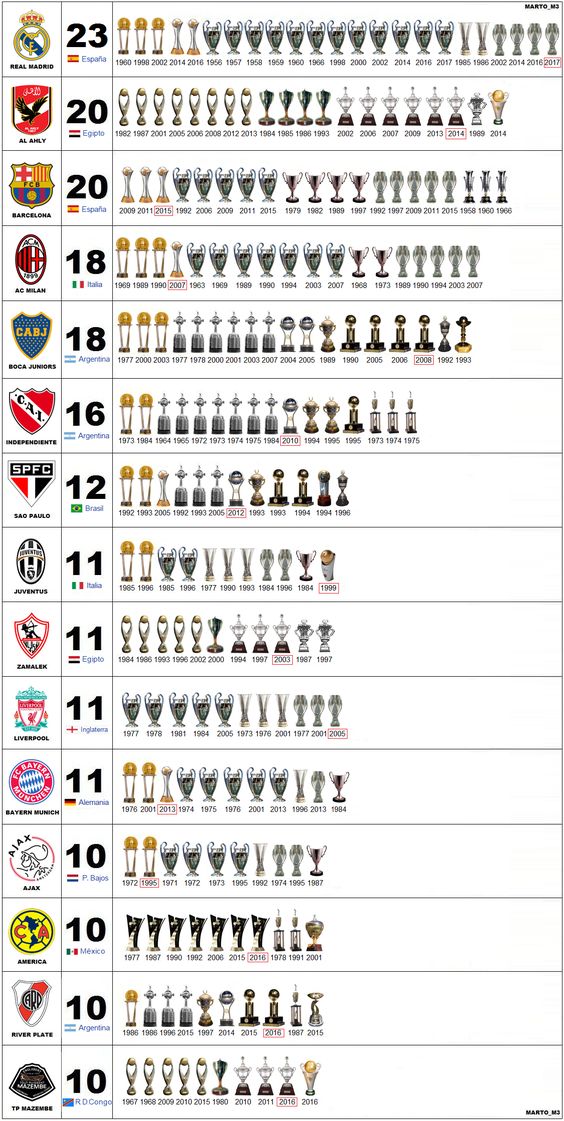 MARTO_M3
23
España
REAL MADRID
1960 1998 2002 2014 2016 1956 1957 1958 1959 1960 1966 1998 2000 2002 2014 2016 2017 1985 1986 2002 2014 2016 2017
20
Egipto
AL AHLY
1982 1987 2001 2005 2006 2008 2012 2013 1984 1985 1986 1993 2002 2006 2007 2009 2013 2014 1989 2014
FCB
20
España
BARCELONA
2009 2011 2015 1992 2006 2009 2011 2015 1979 1982 1989 1997 1992 1997 2009 2011 2015 1958 1960 1966
ACM
1899
18
Italia
AC MILAN
1969 1989 1990 2007 1963 1969 1989 1990 1994 2003 2007 1968 1973 1989 1990 1994 2003 2007
CABJ
18
Argentina
BOCA JUNIORS
1977 2000 2003 1977 1978 2000 2001 2003 2007 2004 2005 1989 1990 2005 2006 2008 1992 1993
C.A.I.
16
Argentina
INDEPENDIENTE
1973 1984 1964 1965 1972 1973 1974 1975 1984 2010 1994 1995 1995 1973 1974 1975
SPFC
12
Brasil
SAO PAULO
1992 1993 2005 1992 1993 2005 2012 1993 1993 1994 1994 1996
JUVENTUS
11
Italia
JUVENTUS
1985 1996 1985 1996 1977 1990 1993 1984 1996 1984 1999
11
Egipto
ZAMALEK
1984 1986 1993 1996 2002 2000 1994 1997 2003 1987 1997
LIVERPOOL
11
Inglaterra
LIVERPOOL
1977 1978 1981 1984 2005 1973 1976 2001 1977 2001 2005
FC BAYERN
MÜNCHEN
11
Alemania
BAYERN MUNICH
1976 2001 2013 1974 1975 1976 2001 2013 1996 2013 1984
AJAX
10
P. Bajos
AJAX
1972 1995 1971 1972 1973 1995 1992 1974 1995 1987
CA
10
México
AMERICA
1977 1987 1990 1992 2006 2015 2016 1978 1991 2001
CARP
10
Argentina
RIVER PLATE
1986 1986 1996 2015 1997 2014 2015 2016 1987 2015
MAZEMBE
10
R.D.Congo
TP MAZEMBE
1967 1968 2009 2010 2015 1980 2010 2011 2016 2016
MARTO_M3